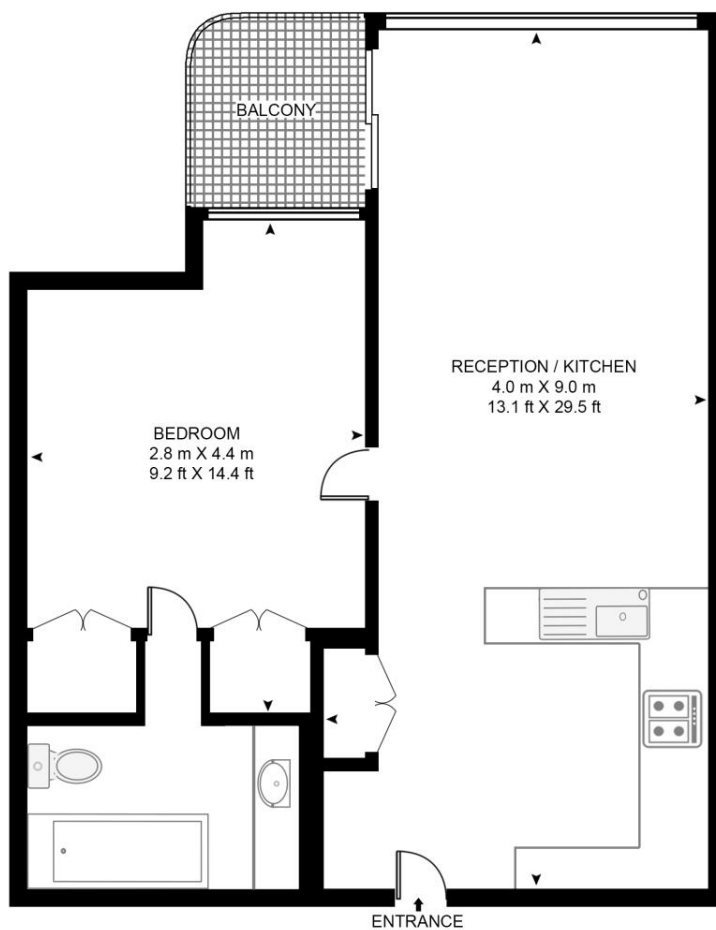 BALCONY
RECEPTION / KITCHEN
4.0 m X 9.0 m
13.1 ft X 29.5 ft
BEDROOM
2.8 m X 4.4 m
9.2 ft X 14.4 ft
ENTRANCE